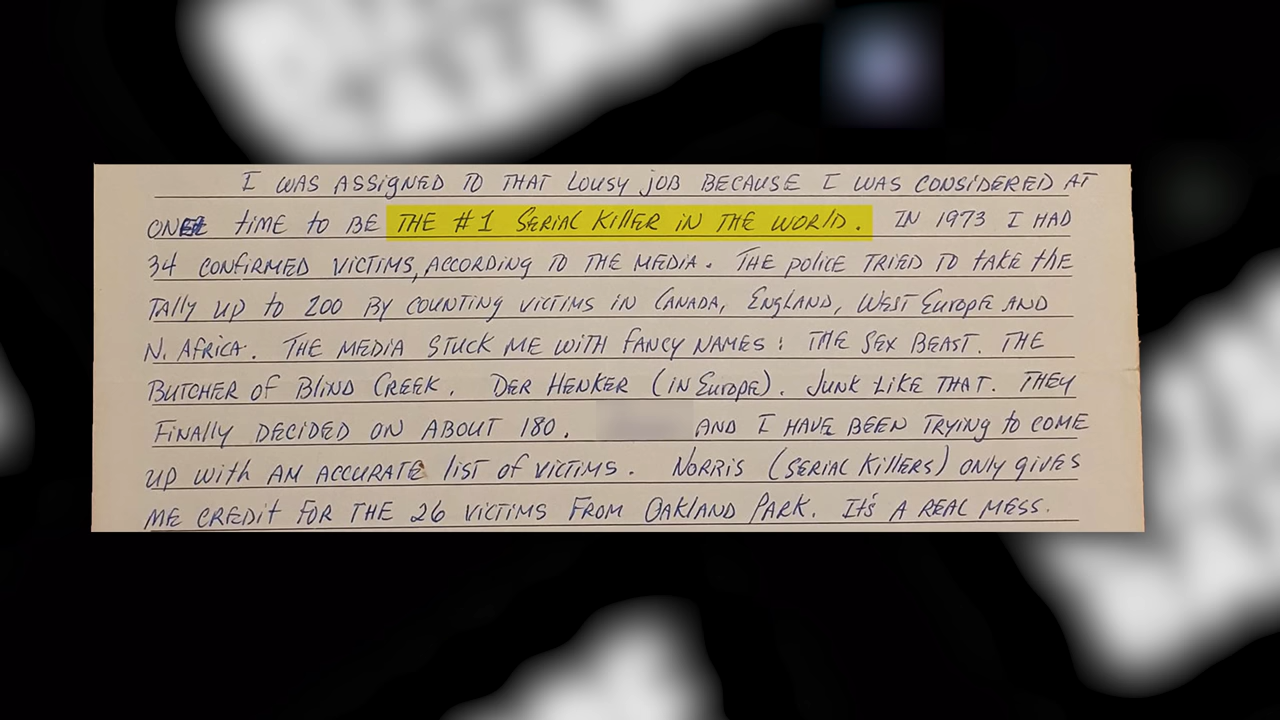 I WAS ASSIGNED TO THAT LOUSY JOB BECAUSE I WAS CONSIDERED AT
ONE TIME TO BE THE #1 SERIAL KILLER IN THE WORLD. IN 1973 I HAD
34 CONFIRMED VICTIMS, ACCORDING TO THE MEDIA. THE POLICE TRIED TO TAKE THE
TALLY UP TO 200 BY COUNTING VICTIMS IN CANADA, ENGLAND, WEST EUROPE AND
N. AFRICA. THE MEDIA STUCK ME WITH FANCY NAMES: THE SEX BEAST. THE
BUTCHER OF BLIND CREEK. DER HENKER (IN EUROPE). JUNK LIKE THAT. THEY
FINALLY DECIDED ON ABOUT 180. AND I HAVE BEEN TRYING TO COME
UP WITH AN ACCURATE LIST OF VICTIMS. NORRIS (SERIAL KILLERS) ONLY GIVES
ME CREDIT FOR THE 26 VICTIMS FROM OAKLAND PARK. IT'S A REAL MESS.